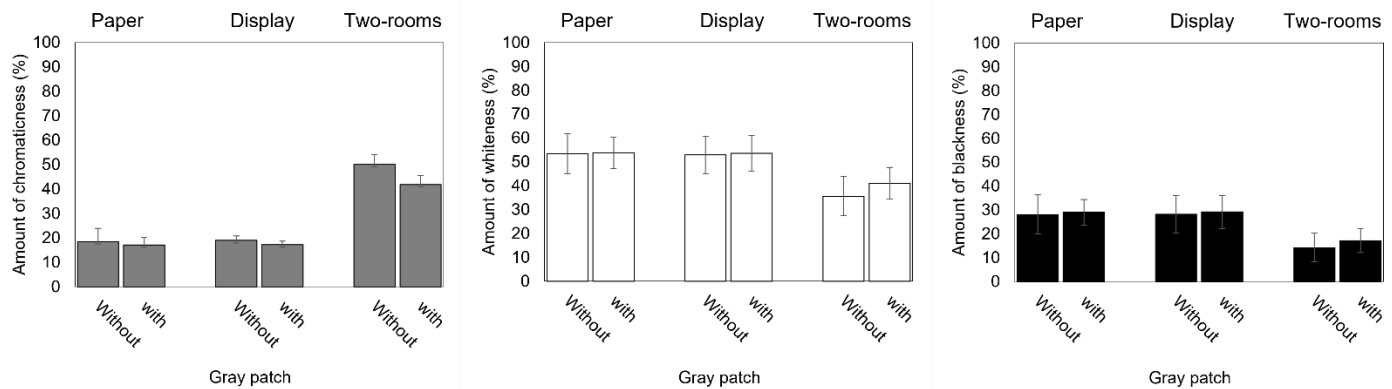 Paper Display Two-rooms
Amount of chromaticness (%)
100
90
80
70
60
50
40
30
20
10
0
Without with Without with Without with
Gray patch
Paper Display Two-rooms
Amount of whiteness (%)
100
90
80
70
60
50
40
30
20
10
0
Without with Without with Without with
Gray patch
Paper Display Two-rooms
Amount of blackness (%)
100
90
80
70
60
50
40
30
20
10
0
Without with Without with Without with
Gray patch